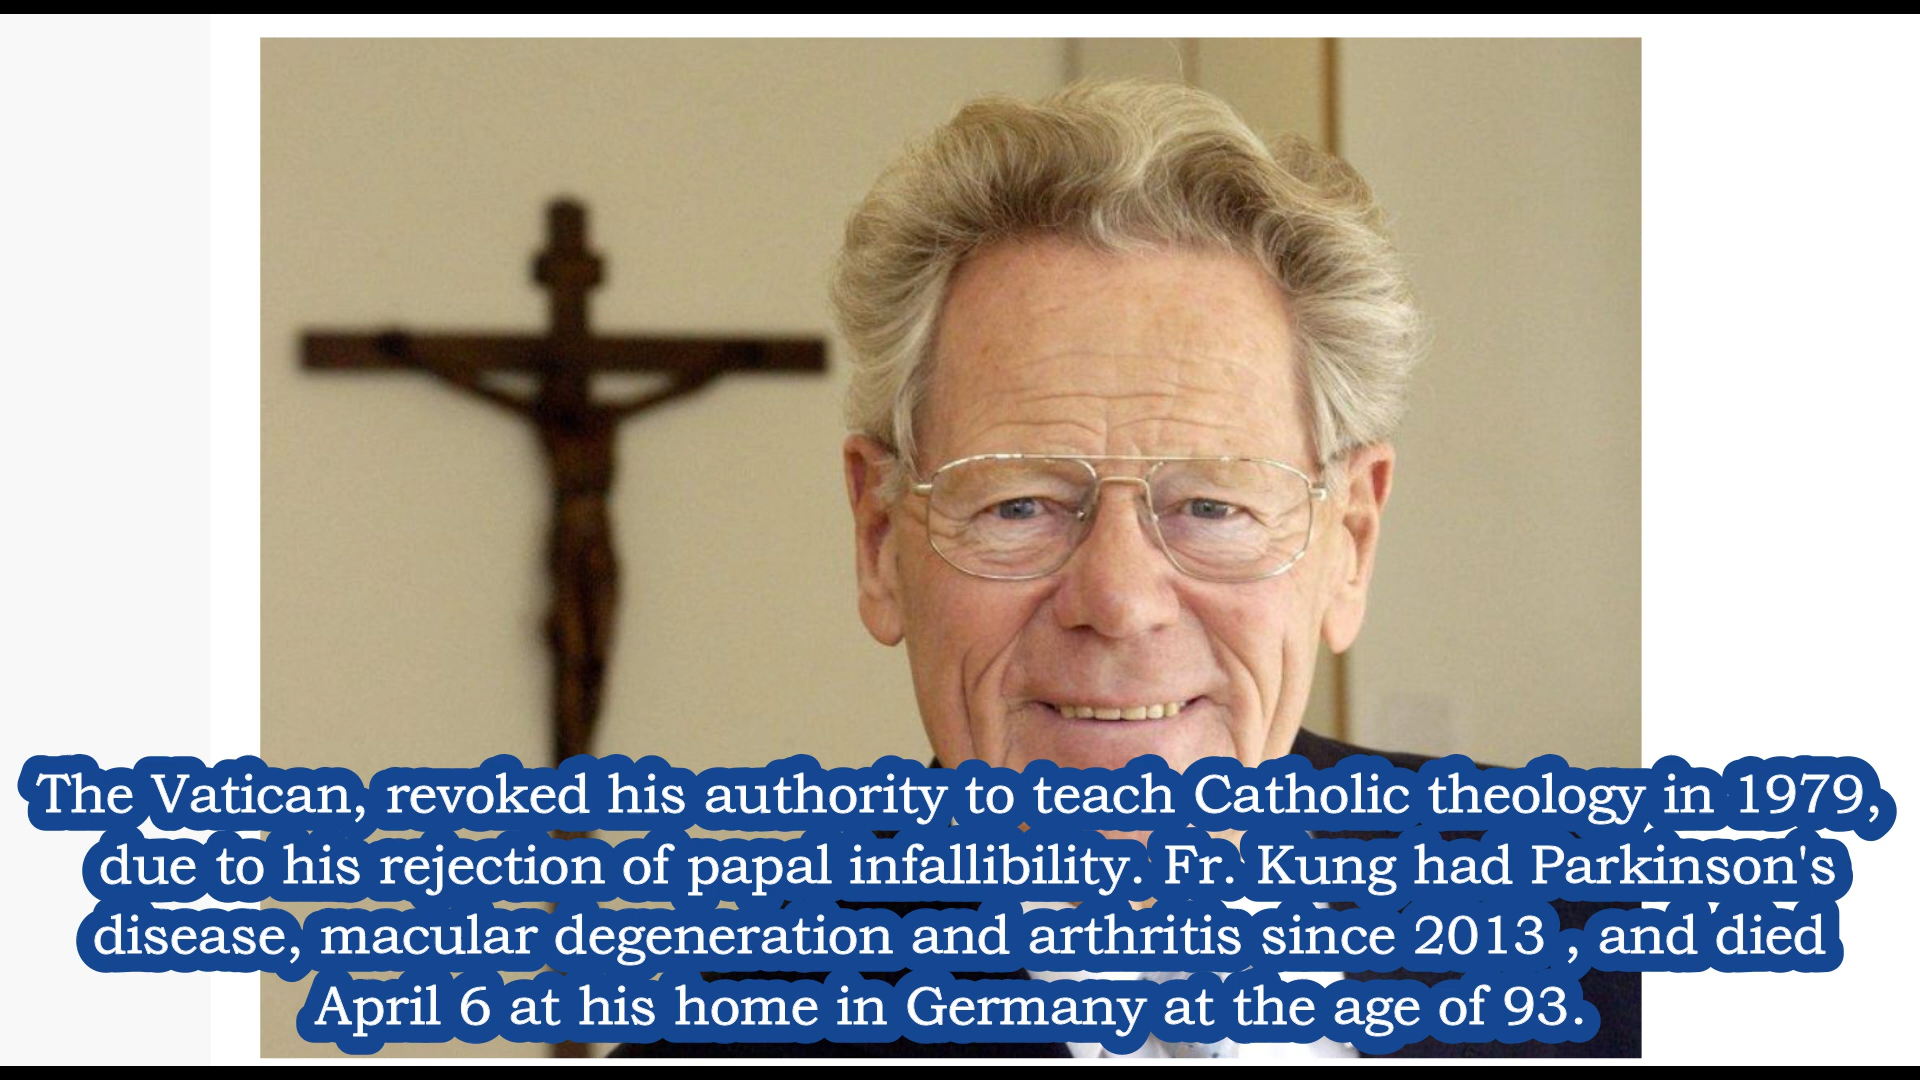 The Vatican, revoked his authority to teach Catholic theology in 1979,
due to his rejection of papal infallibility. Fr. Kung had Parkinson's
disease, macular degeneration and arthritis since 2013 , and died
April 6 at his home in Germany at the age of 93.